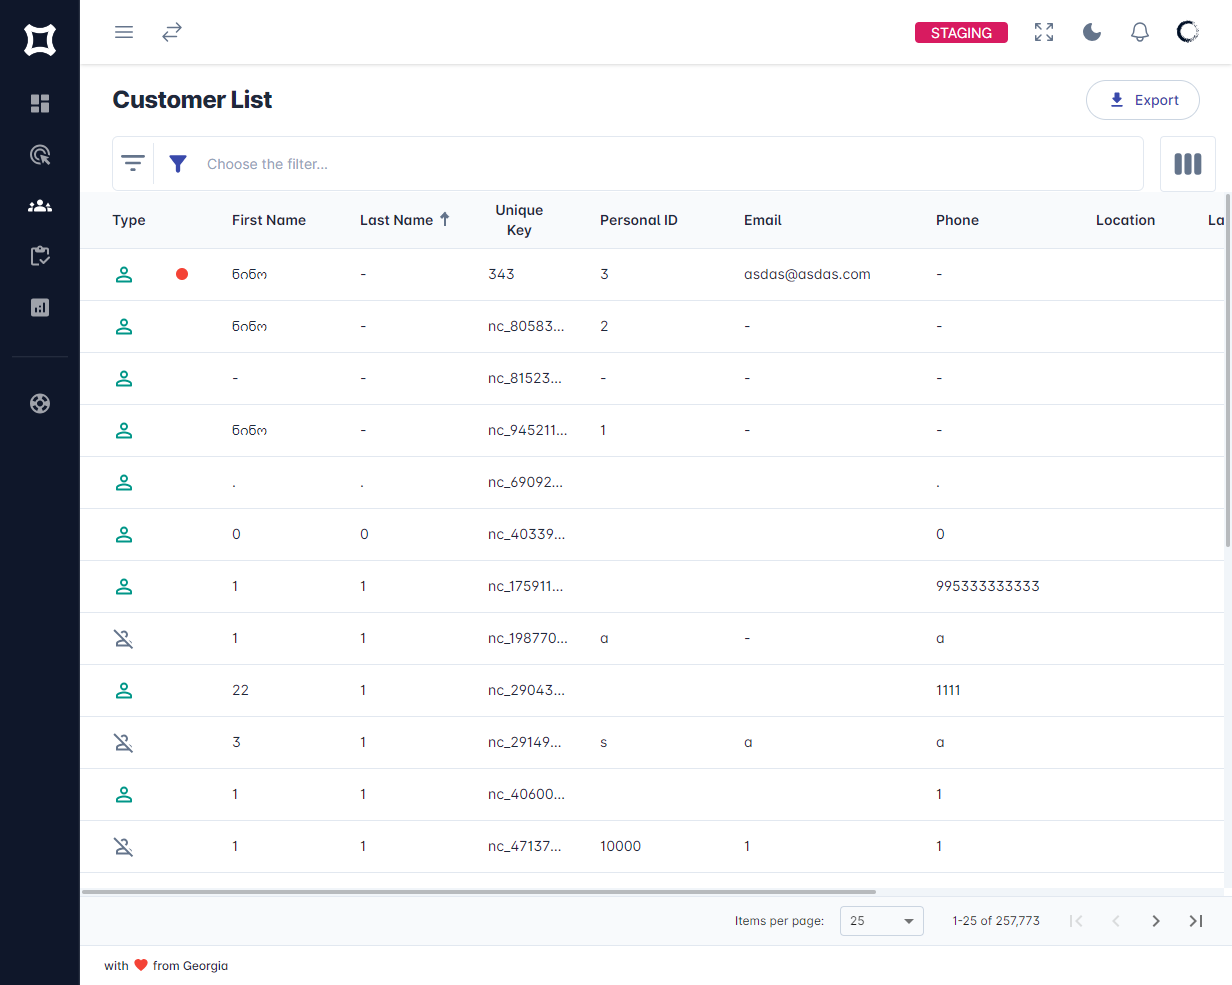 STAGING
Customer List
Export
Choose the filter...
Type First Name Last Name Unique Key Personal ID Email Phone Location La
ნინო - 343 3 asdas@asdas.com -
ნინო - nc_80583... 2 - -
- - nc_81523... - - -
ნინო - nc_945211... 1 - -
. . nc_69092... .
0 0 nc_40339... 0
1 1 nc_175911... 995333333333
1 1 nc_198770... a - a
22 1 nc_29043... 1111
3 1 nc_29149... s a a
1 1 nc_40600... 1
1 1 nc_47137... 10000 1 1
Items per page: 25 1-25 of 257,773
with ❤ from Georgia